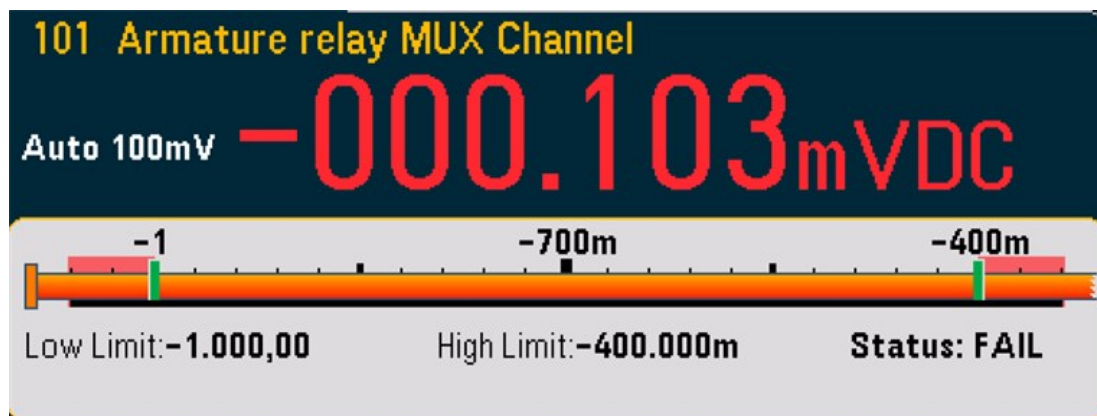 101 Armature relay MUX Channel
Auto 100mV -000.103mVDC
-1 -700m -400m
Low Limit:-1.000,00 High Limit:-400.000m Status: FAIL